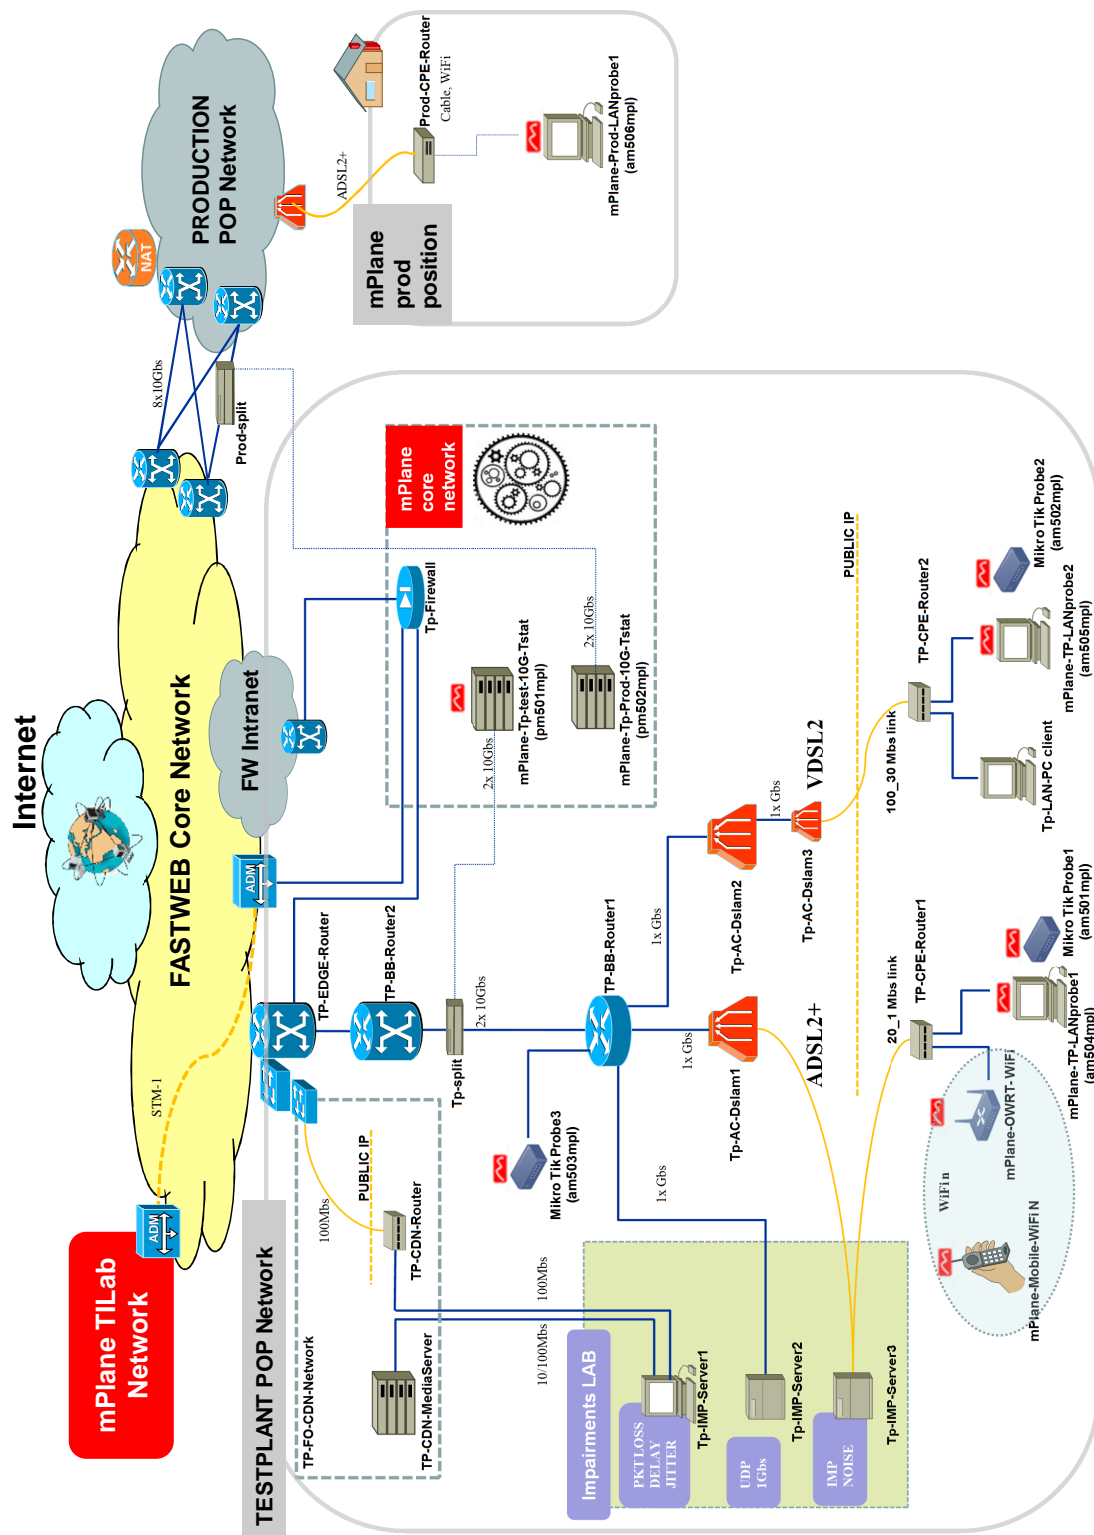 Internet
FASTWEB Core Network
FW Intranet
PRODUCTION
POP Network
NAT
8x10Gbs
Prod-split
ADSL2+
Prod-CPE-Router
Cable, WiFi
mPlane
prod
position
mPlane-Prod-LANprobe1
(am506mpl)
mPlane TILab
Network
ADM
STM-1
ADM
TESTPLANT POP Network
TP-EDGE-Router
TP-BB-Router2
Tp-split
2x 10Gbs
TP-BB-Router1
Tp-Firewall
mPlane
core
network
mPlane-Tp-test-10G-Tstat
(pm501mpl)
2x 10Gbs
mPlane-Tp-Prod-10G-Tstat
(pm502mpl)
2x 10Gbs
TP-FO-CDN-Network
TP-CDN-MediaServer
100Mbs
PUBLIC IP
TP-CDN-Router
Mikro Tik Probe3
(am503mpl)
10/100Mbs
100Mbs
1x Gbs
1x Gbs
1x Gbs
Impairments LAB
PKT LOSS
DELAY
JITTER
Tp-IMP-Server1
UDP
1Gbs
Tp-IMP-Server2
IMP
NOISE
Tp-IMP-Server3
Tp-AC-Dslam1
ADSL2+
Tp-AC-Dslam2
1x Gbs
Tp-AC-Dslam3
VDSL2
PUBLIC IP
20_1 Mbs link
TP-CPE-Router1
100_30 Mbs link
TP-CPE-Router2
WiFi n
mPlane-Mobile-WiFi N
mPlane-OWRT- WiFi
mPlane-TP-LANprobe1
(am504mpl)
Mikro Tik Probe1
(am501mpl)
Tp-LAN-PC client
mPlane-TP-LANprobe2
(am505mpl)
Mikro Tik Probe2
(am502mpl)